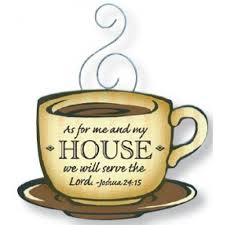 As for me and my
HOUSE
we will serve the
Lord. -Joshua 24:15